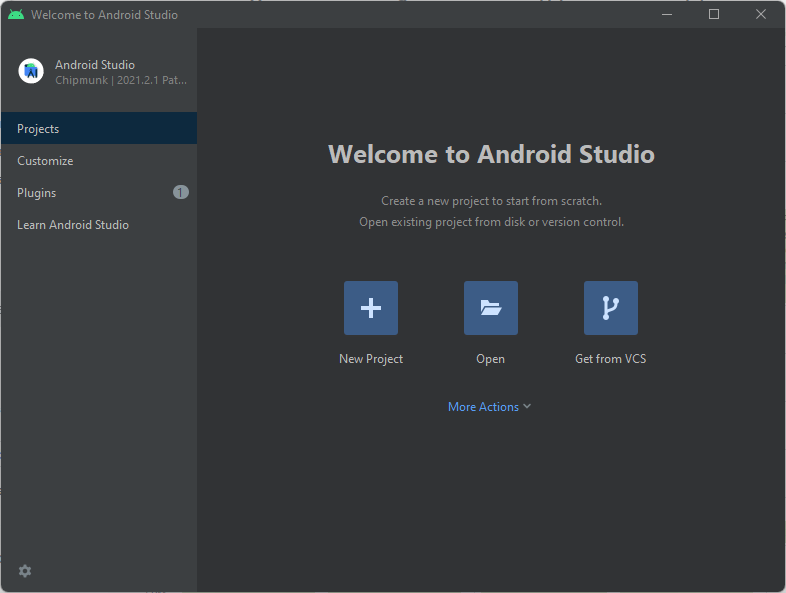 Welcome to Android Studio
Android Studio
Chipmunk | 2021.2.1 Pat...
Projects
Customize
Plugins 1
Learn Android Studio
Welcome to Android Studio
Create a new project to start from scratch.
Open existing project from disk or version control.
New Project
Open
Get from VCS
More Actions